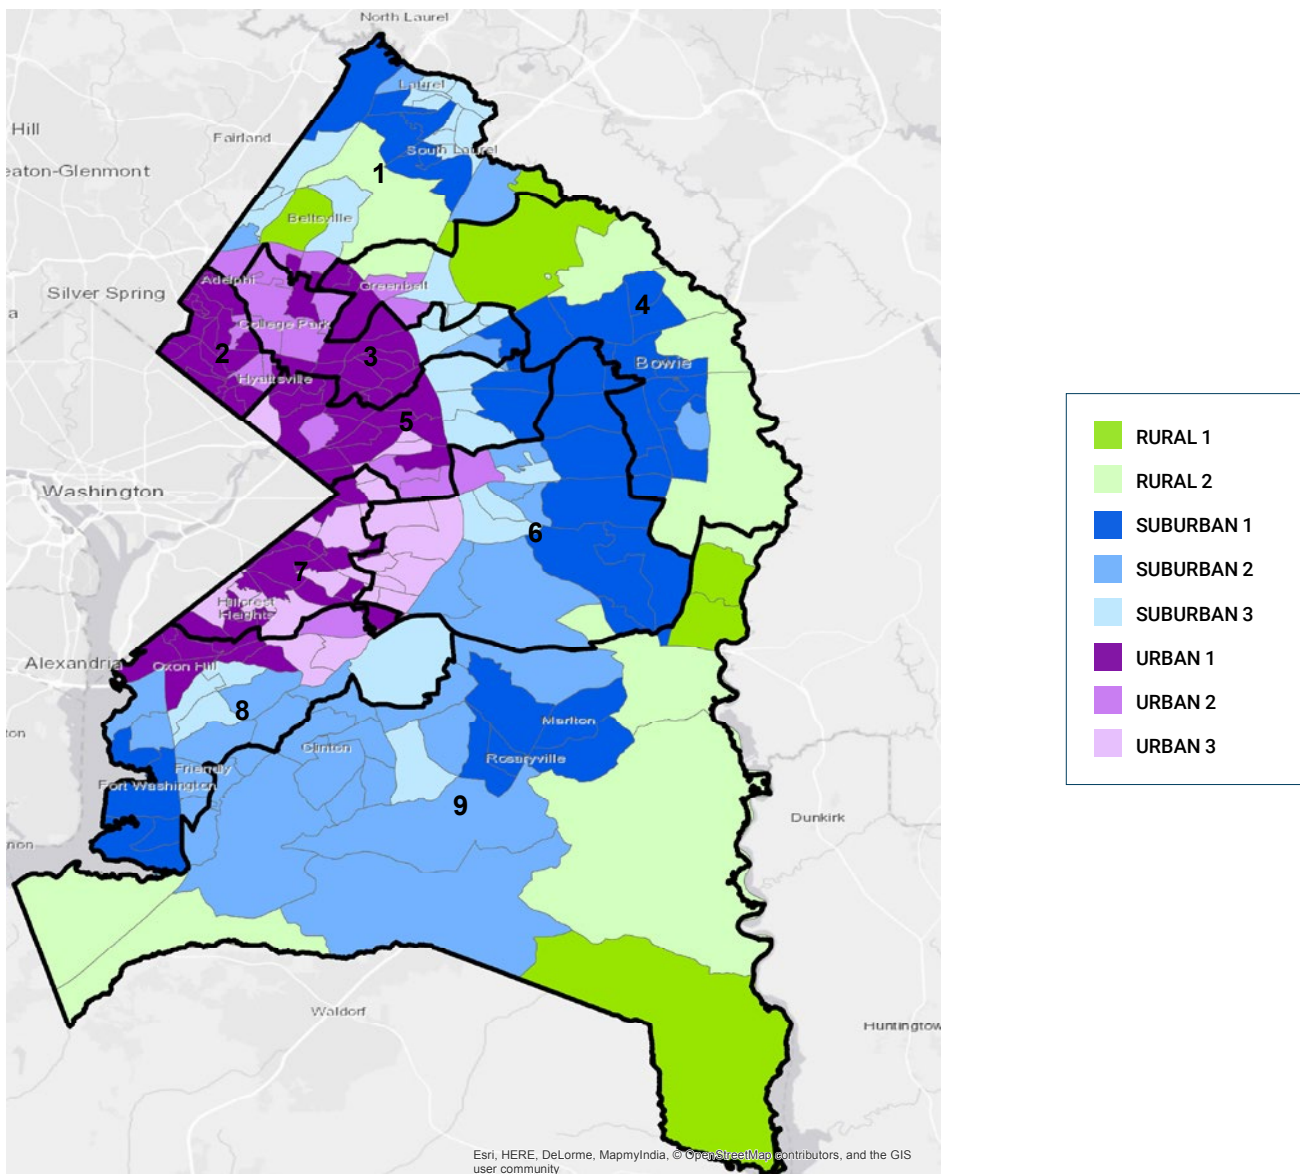 North Laurel
Laurel
Hill
Fairland
South Laurel
eaton-Glenmont
1
Beltsville
Adelphi
Greenbelt
Silver Spring
4
a
College Park
2
3
Bowie
Hyattsville
5
RURAL 1
RURAL 2
Washington
SUBURBAN 1
6
SUBURBAN 2
7
Hillcrest
Heights
SUBURBAN 3
Alexandria
Oxon Hill
URBAN 1
8
URBAN 2
Marlton
ton
Clinton
URBAN 3
Rosaryville
Friendly
Fort Washington
9
Dunkirk
non
Waldorf
Huntingtow
Esri, HERE, DeLorme, MapmyIndia, © OpenStreetMap contributors, and the GIS
user community